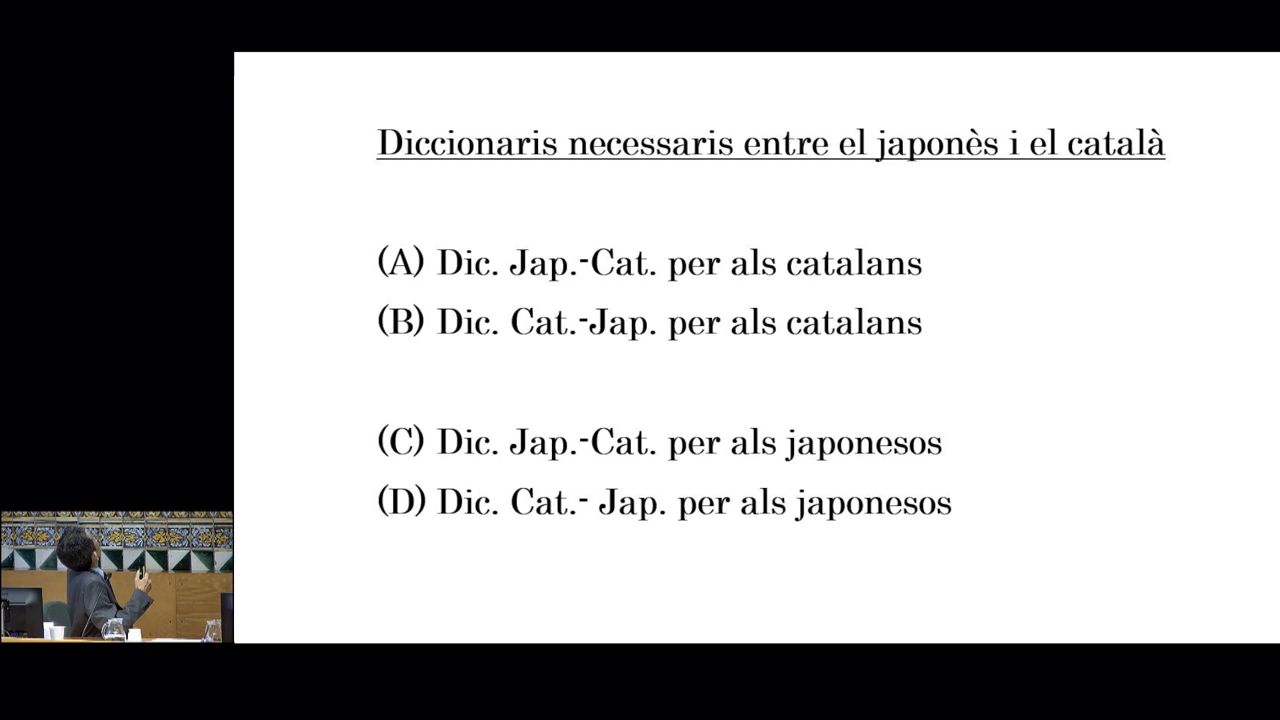 Diccionaris necessaris entre el japonès i el català
(A) Dic. Jap.-Cat. per als catalans
(B) Dic. Cat.-Jap. per als catalans
(C) Dic. Jap.-Cat. per als japonesos
(D) Dic. Cat.- Jap. per als japonesos